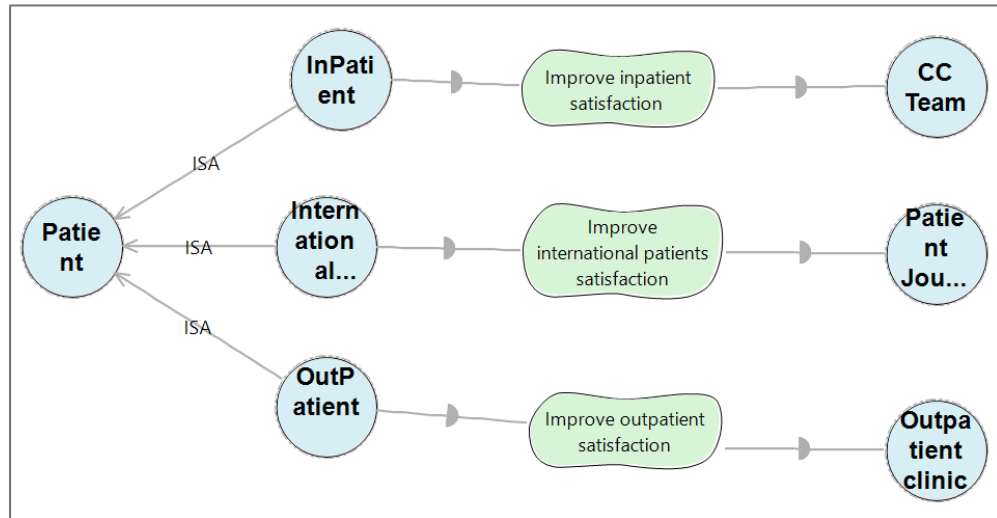 InPati
ent
Improve inpatient
satisfaction
CC
Team
ISA
Patie
nt
ISA
Intern
ation
al...
Improve
international patients
satisfaction
Patie
nt
Jou...
ISA
OutP
atient
Improve outpatient
satisfaction
Outpa
tient
clinic